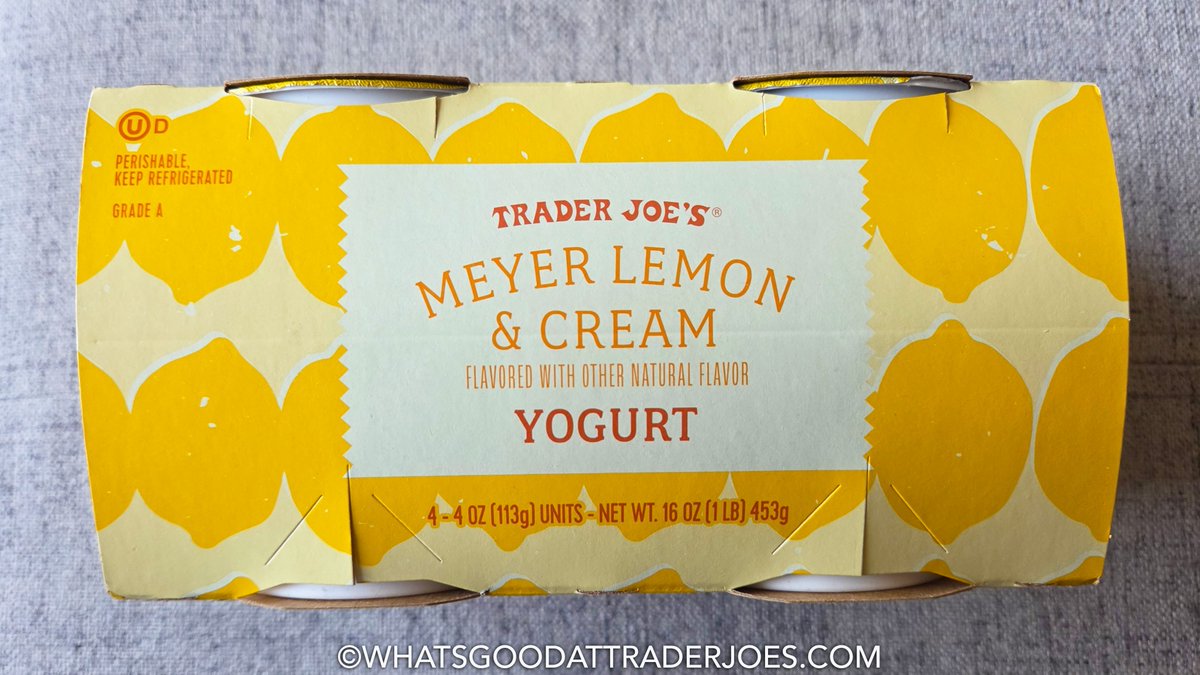 U D
PERISHABLE,
KEEP REFRIGERATED
GRADE A
TRADER JOE'S®
MEYER LEMON
& CREAM
FLAVORED WITH OTHER NATURAL FLAVOR
YOGURT
4 - 4 OZ (113g) UNITS - NET WT. 16 OZ (1 LB) 453g
©WHATSGOODATTRADERJOES.COM